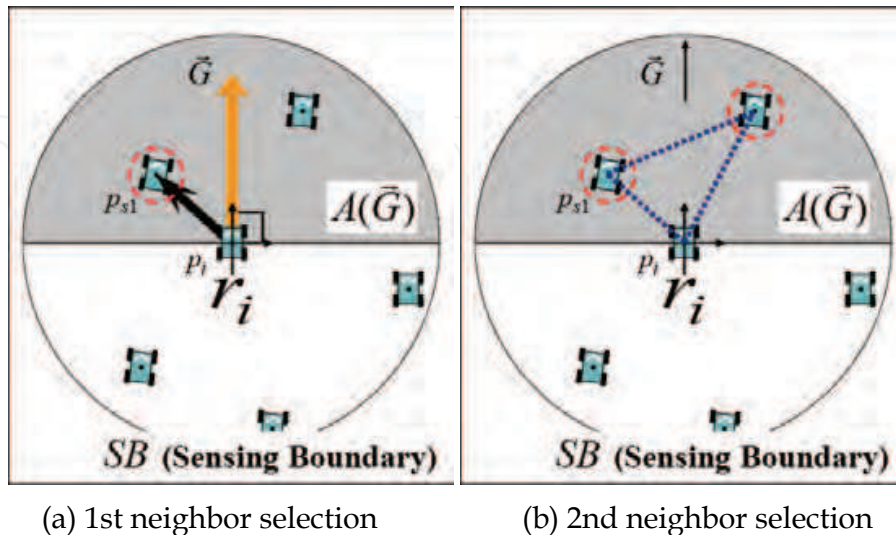 G⃗
p_{s1}
A(G⃗)
p_i
r_i
SB (Sensing Boundary)
(a) 1st neighbor selection
G⃗
p_{s1}
A(G⃗)
p_i
r_i
SB (Sensing Boundary)
(b) 2nd neighbor selection